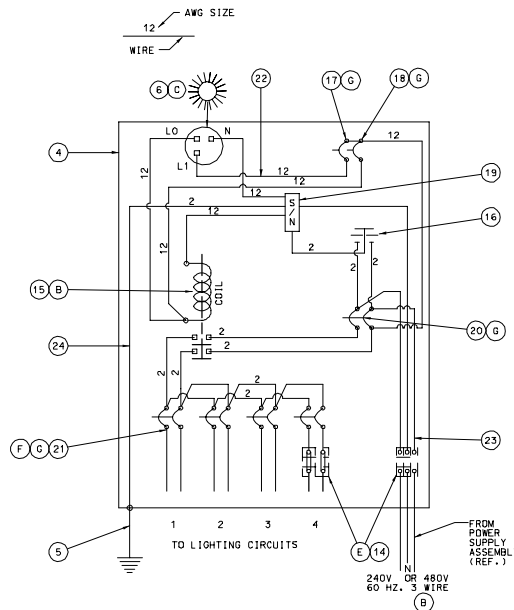 AWG SIZE
12
WIRE
6 C
22
17 G
18 G
LO N
12
4
L1
12
12
12
12
19
2
S/N
12
16
12
2
2
2
15 B
COIL
20 G
2
24
2
2
2
2
2
F G 21
23
5
1 2 3 4
E 14
TO LIGHTING CIRCUITS
FROM
POWER
SUPPLY
ASSEMBL
(REF.)
N
240V OR 480V
60 HZ. 3 WIRE
B